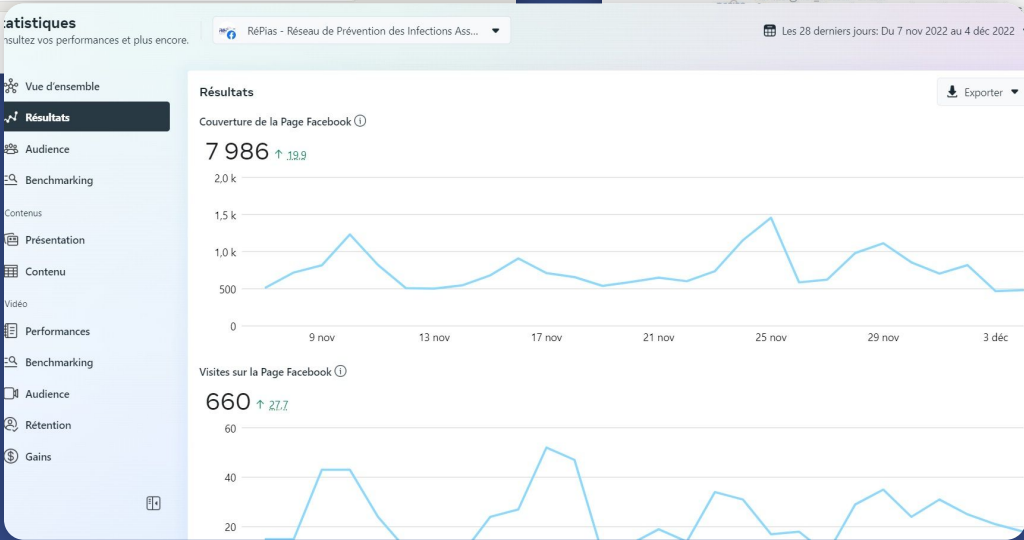 tatistiques
nsultez vos performances et plus encore.
RéPias - Réseau de Prévention des Infections Ass...
Les 28 derniers jours: Du 7 nov 2022 au 4 déc 2022
Vue d'ensemble
Résultats
Audience
Benchmarking
Contenus
Présentation
Contenu
Vidéo
Performances
Benchmarking
Audience
Rétention
Gains
Résultats
Exporter
Couverture de la Page Facebook
7 986 ↑ 19.9
2,0 k
1,5 k
1,0 k
500
0
9 nov 13 nov 17 nov 21 nov 25 nov 29 nov 3 déc
Visites sur la Page Facebook
660 ↑ 27.7
60
40
20